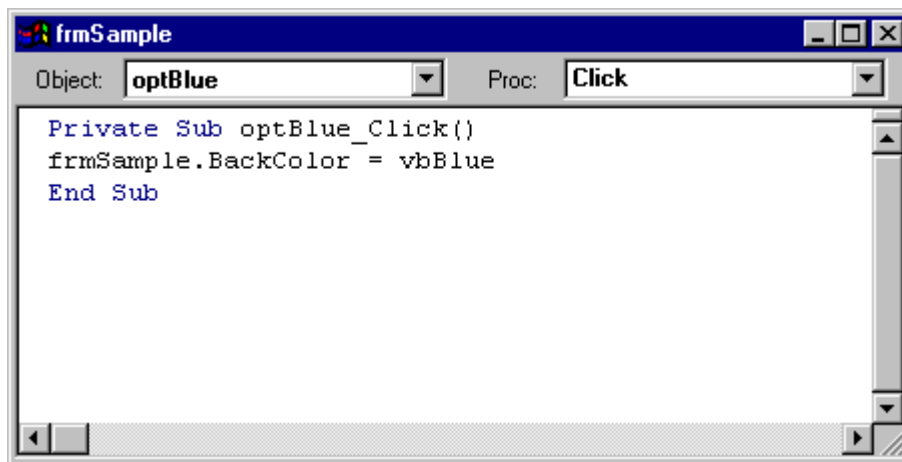 frmSample
Object: optBlue Proc: Click
Private Sub optBlue_Click()
frmSample.BackColor = vbBlue
End Sub